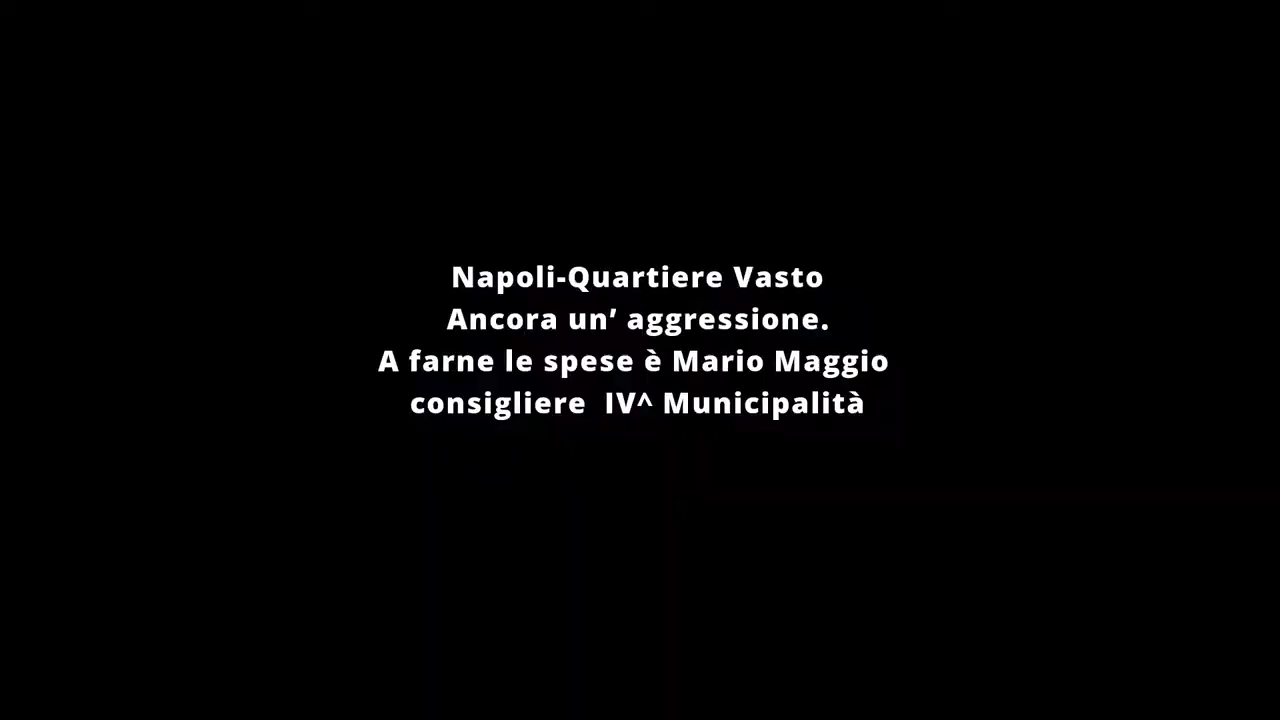 Napoli-Quartiere Vasto
Ancora un’ aggressione.
A farne le spese è Mario Maggio
consigliere  IV^ Municipalità